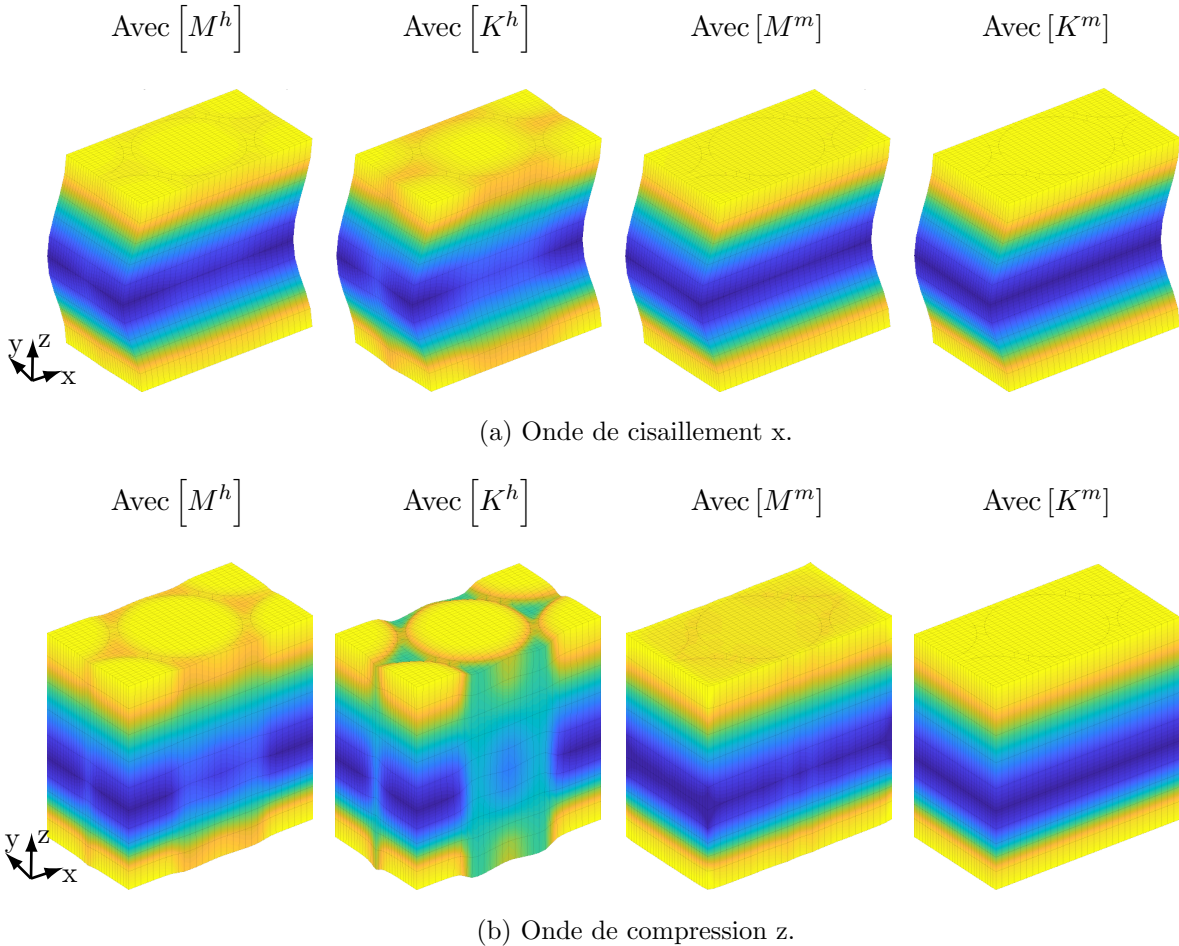 Avec [M^h] Avec [K^h] Avec [M^m] Avec [K^m]
y z x
(a) Onde de cisaillement x.
Avec [M^h] Avec [K^h] Avec [M^m] Avec [K^m]
y z x
(b) Onde de compression z.